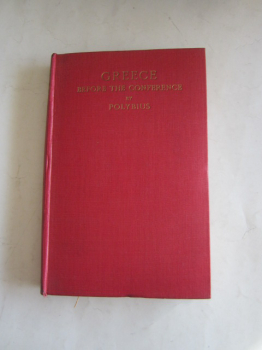 GREECE
BEFORE THE CONFERENCE
BY
POLYBIUS